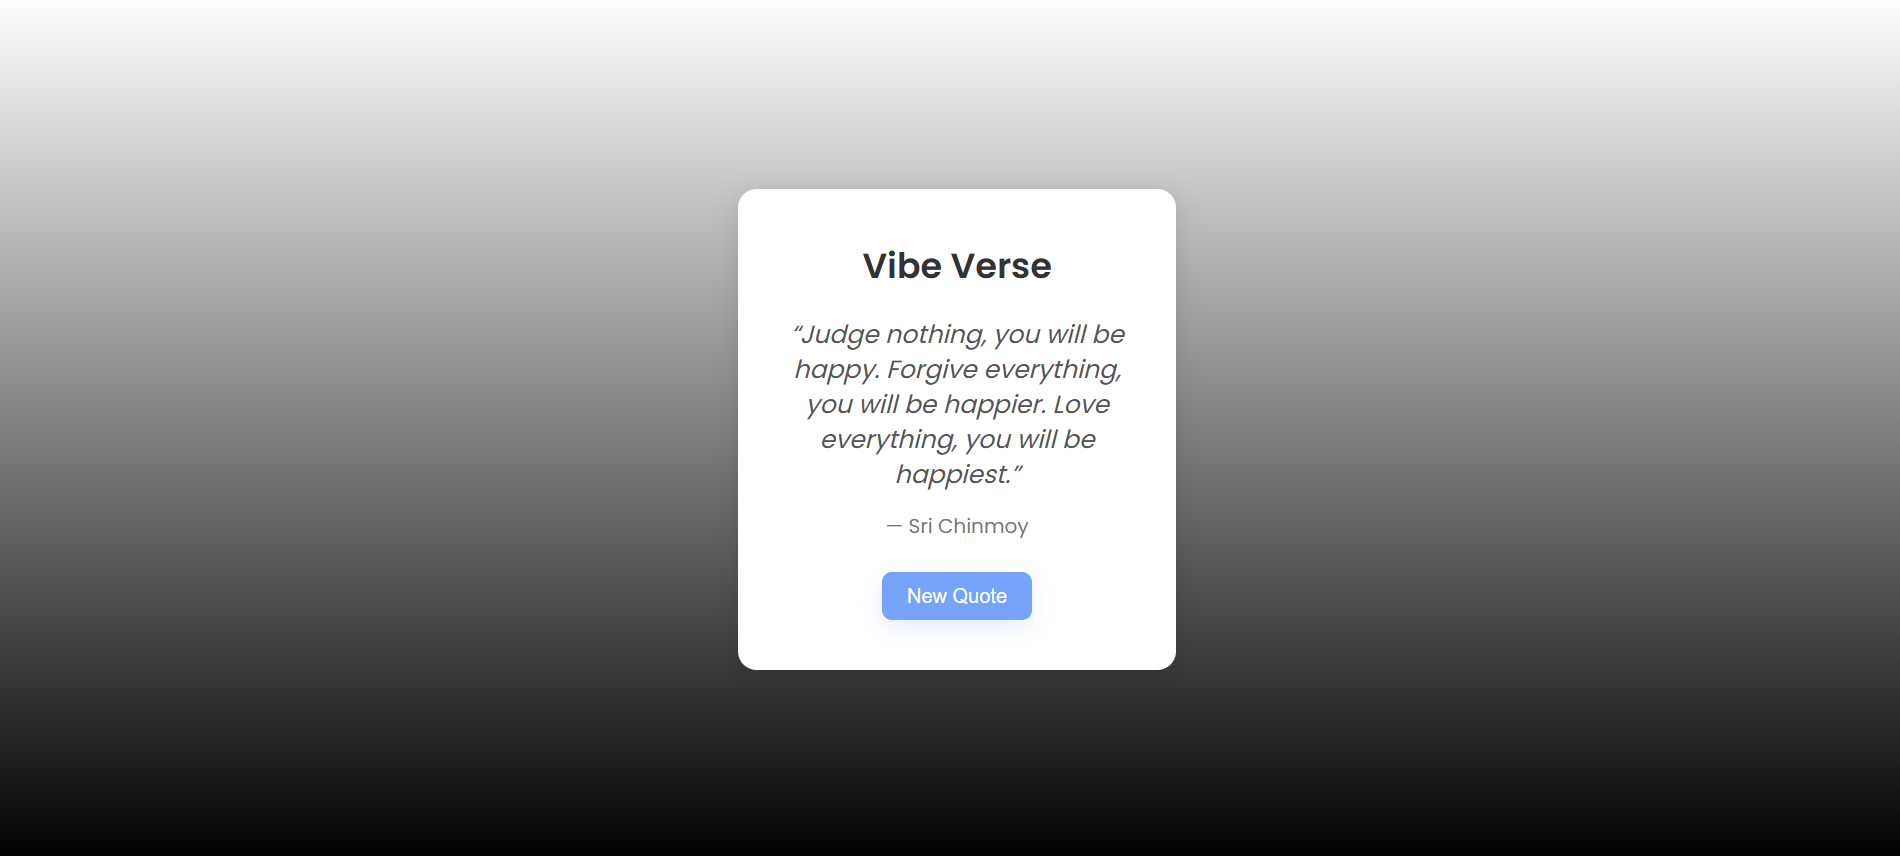 Vibe Verse
“Judge nothing, you will be
happy. Forgive everything,
you will be happier. Love
everything, you will be
happiest.”
— Sri Chinmoy
New Quote